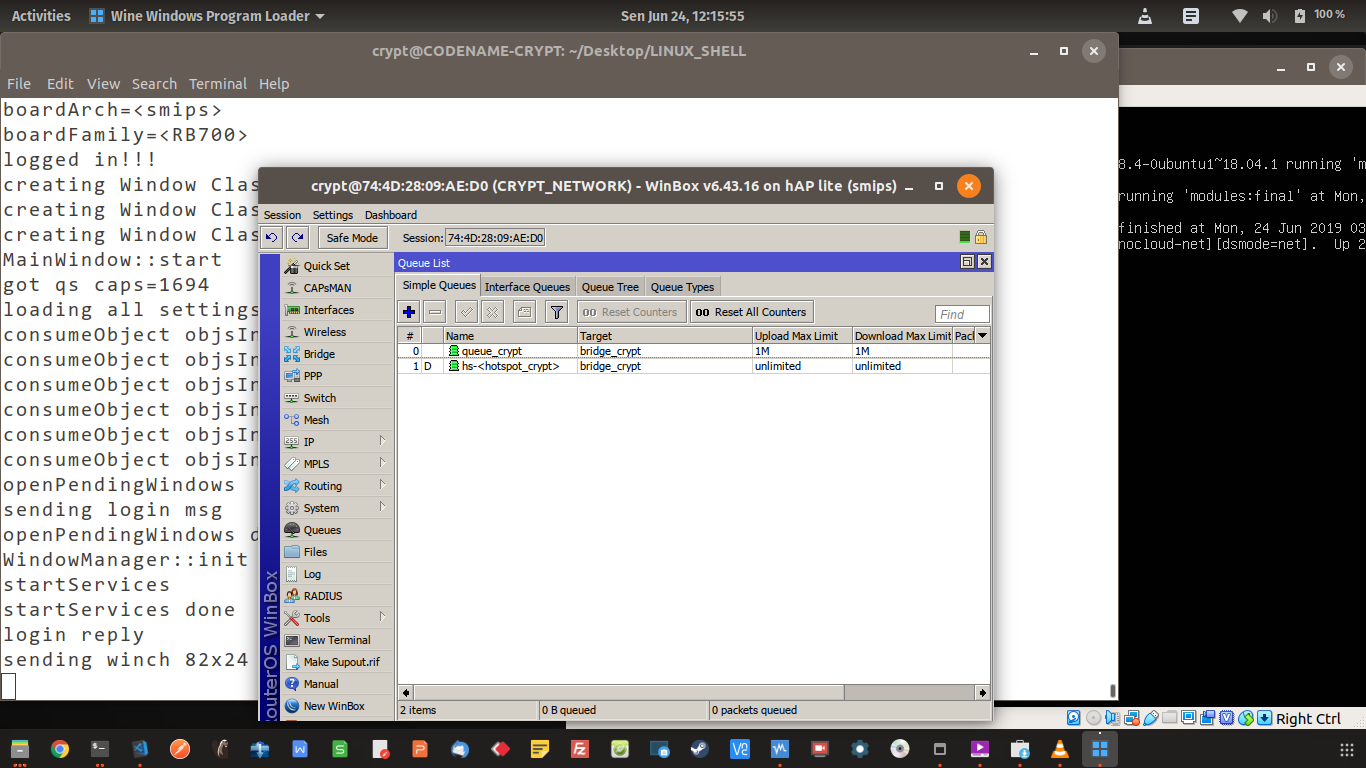 Activities Wine Windows Program Loader Sen Jun 24, 12:15:55 100 %
crypt@CODENAME-CRYPT: ~/Desktop/LINUX_SHELL
File Edit View Search Terminal Help
boardArch=<smips>
boardFamily=<RB700>
logged in!!!
creating Window Clas
creating Window Clas
creating Window Clas
MainWindow::start
got qs caps=1694
loading all settings
consumeObject objsIn
consumeObject objsIn
consumeObject objsIn
consumeObject objsIn
consumeObject objsIn
consumeObject objsIn
openPendingWindows
sending login msg
openPendingWindows d
WindowManager::init
startServices
startServices done
login reply
sending winch 82x24
crypt@74:4D:28:09:AE:D0 (CRYPT_NETWORK) - WinBox v6.43.16 on hAP lite (smips)
Session Settings Dashboard
Safe Mode Session: 74:4D:28:09:AE:D0
RouterOS WinBox
Quick Set
CAPsMAN
Interfaces
Wireless
Bridge
PPP
Switch
Mesh
IP
MPLS
Routing
System
Queues
Files
Log
RADIUS
Tools
New Terminal
Make Supout.rif
Manual
New WinBox
Queue List
Simple Queues Interface Queues Queue Tree Queue Types
00 Reset Counters 00 Reset All Counters Find
# Name Target Upload Max Limit Download Max Limit Pack
0 queue_crypt bridge_crypt 1M 1M
1 D hs-<hotspot_crypt> bridge_crypt unlimited unlimited
2 items 0 B queued 0 packets queued
8.4-0ubuntu1~18.04.1 running 'm
running 'modules:final' at Mon,
finished at Mon, 24 Jun 2019 03
nocloud-net][dsmode=net]. Up 2
Right Ctrl